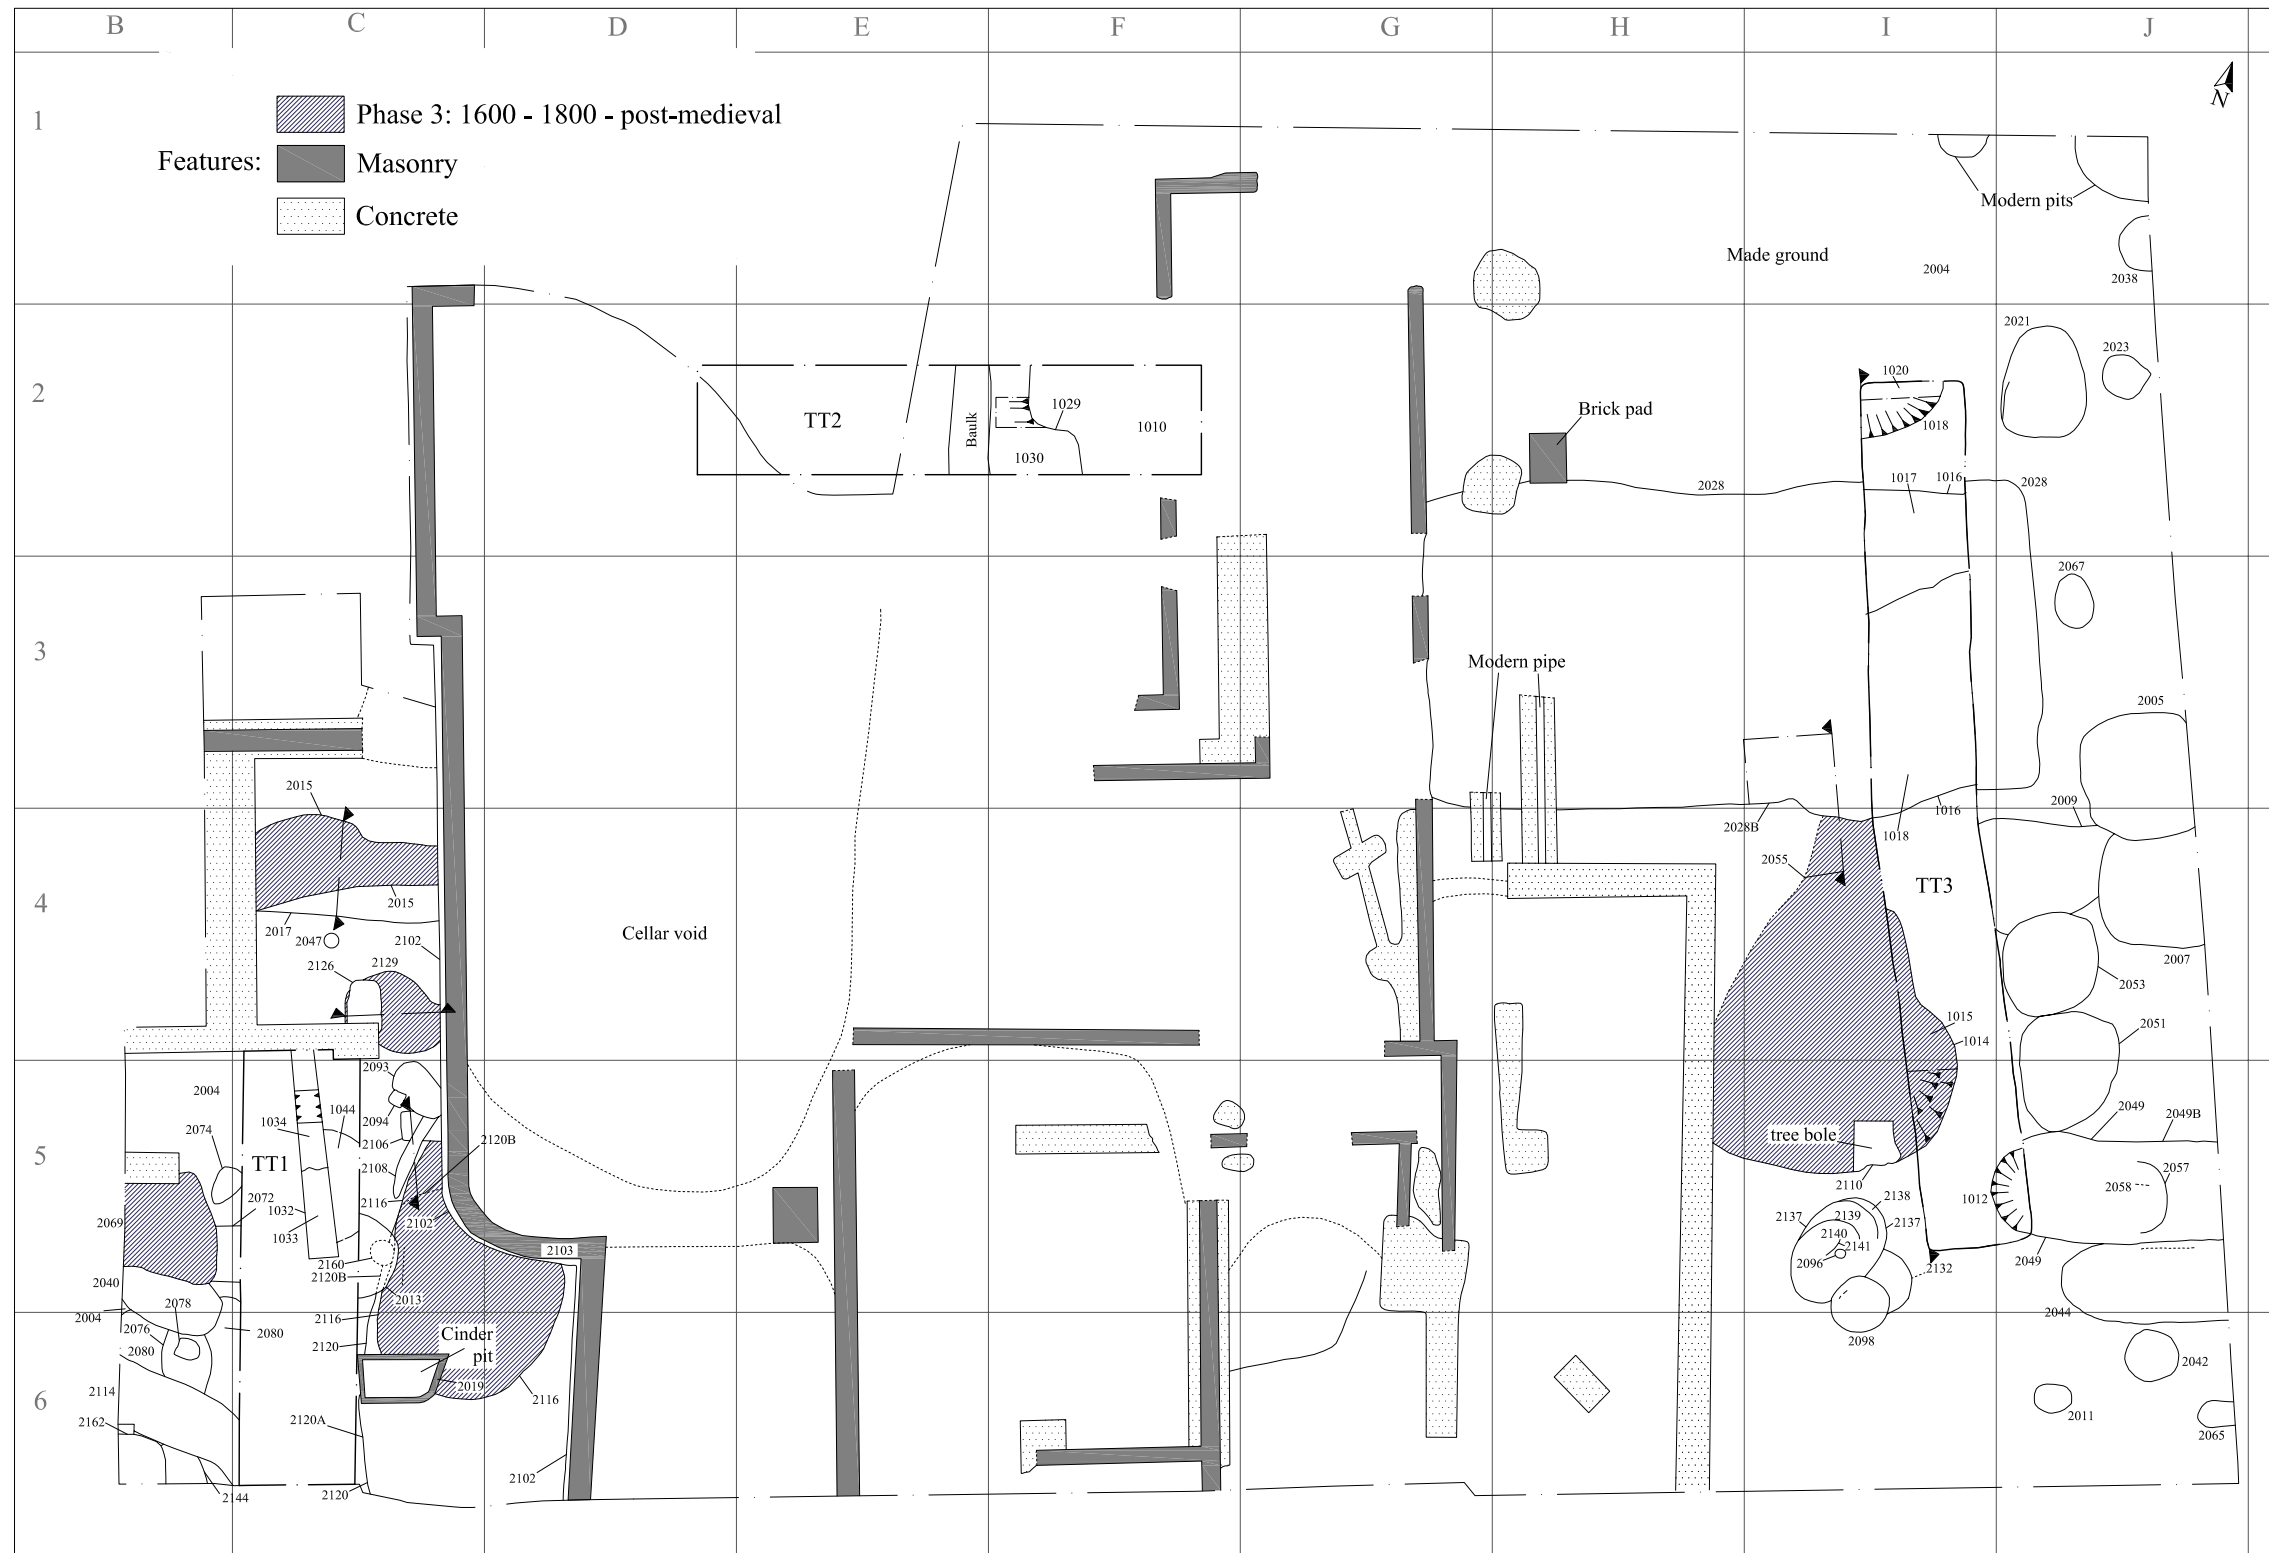 B
C
D
E
F
G
H
I
J
1
Phase 3: 1600 - 1800 - post-medieval
Features:
Masonry
Concrete
N
Modern pits
Made ground
2004
2038
2
2021
2023
1020
1018
TT2
Baulk
1029
1010
1030
Brick pad
2028
1017
1016
2028
3
2067
Modern pipe
2005
2015
2009
1016
2028B
1018
4
2055
TT3
2015
2017
2047
2102
Cellar void
2126
2129
2007
2053
1015
1014
2051
5
2093
2004
1034
1044
2094
2074
2106
2120B
TT1
2108
2072
2116
1032
2069
2102
1033
2103
2160
2120B
2040
2013
2078
2004
2116
2076
2080
2120
2080
Cinder
pit
2049
2049B
tree bole
2057
2058
2110
1012
2138
2137
2139
2137
2140
2141
2096
2132
2049
2044
2098
6
2019
2114
2116
2120A
2162
2102
2144
2120
2042
2011
2065